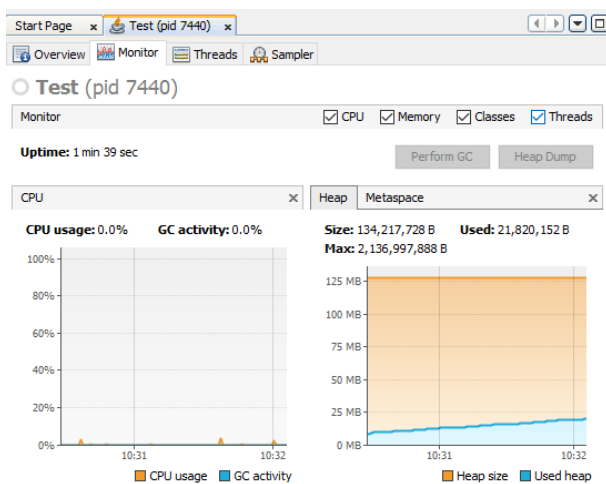 Start Page x Test (pid 7440) x
Overview Monitor Threads Sampler
Test (pid 7440)
Monitor CPU Memory Classes Threads
Uptime: 1 min 39 sec Perform GC Heap Dump
CPU x Heap Metaspace x
CPU usage: 0.0% GC activity: 0.0% Size: 134,217,728 B Used: 21,820,152 B
Max: 2,136,997,888 B
100%
80%
60%
40%
20%
0%
10:31 10:32
CPU usage GC activity
125 MB
100 MB
75 MB
50 MB
25 MB
0 MB
10:31 10:32
Heap size Used heap